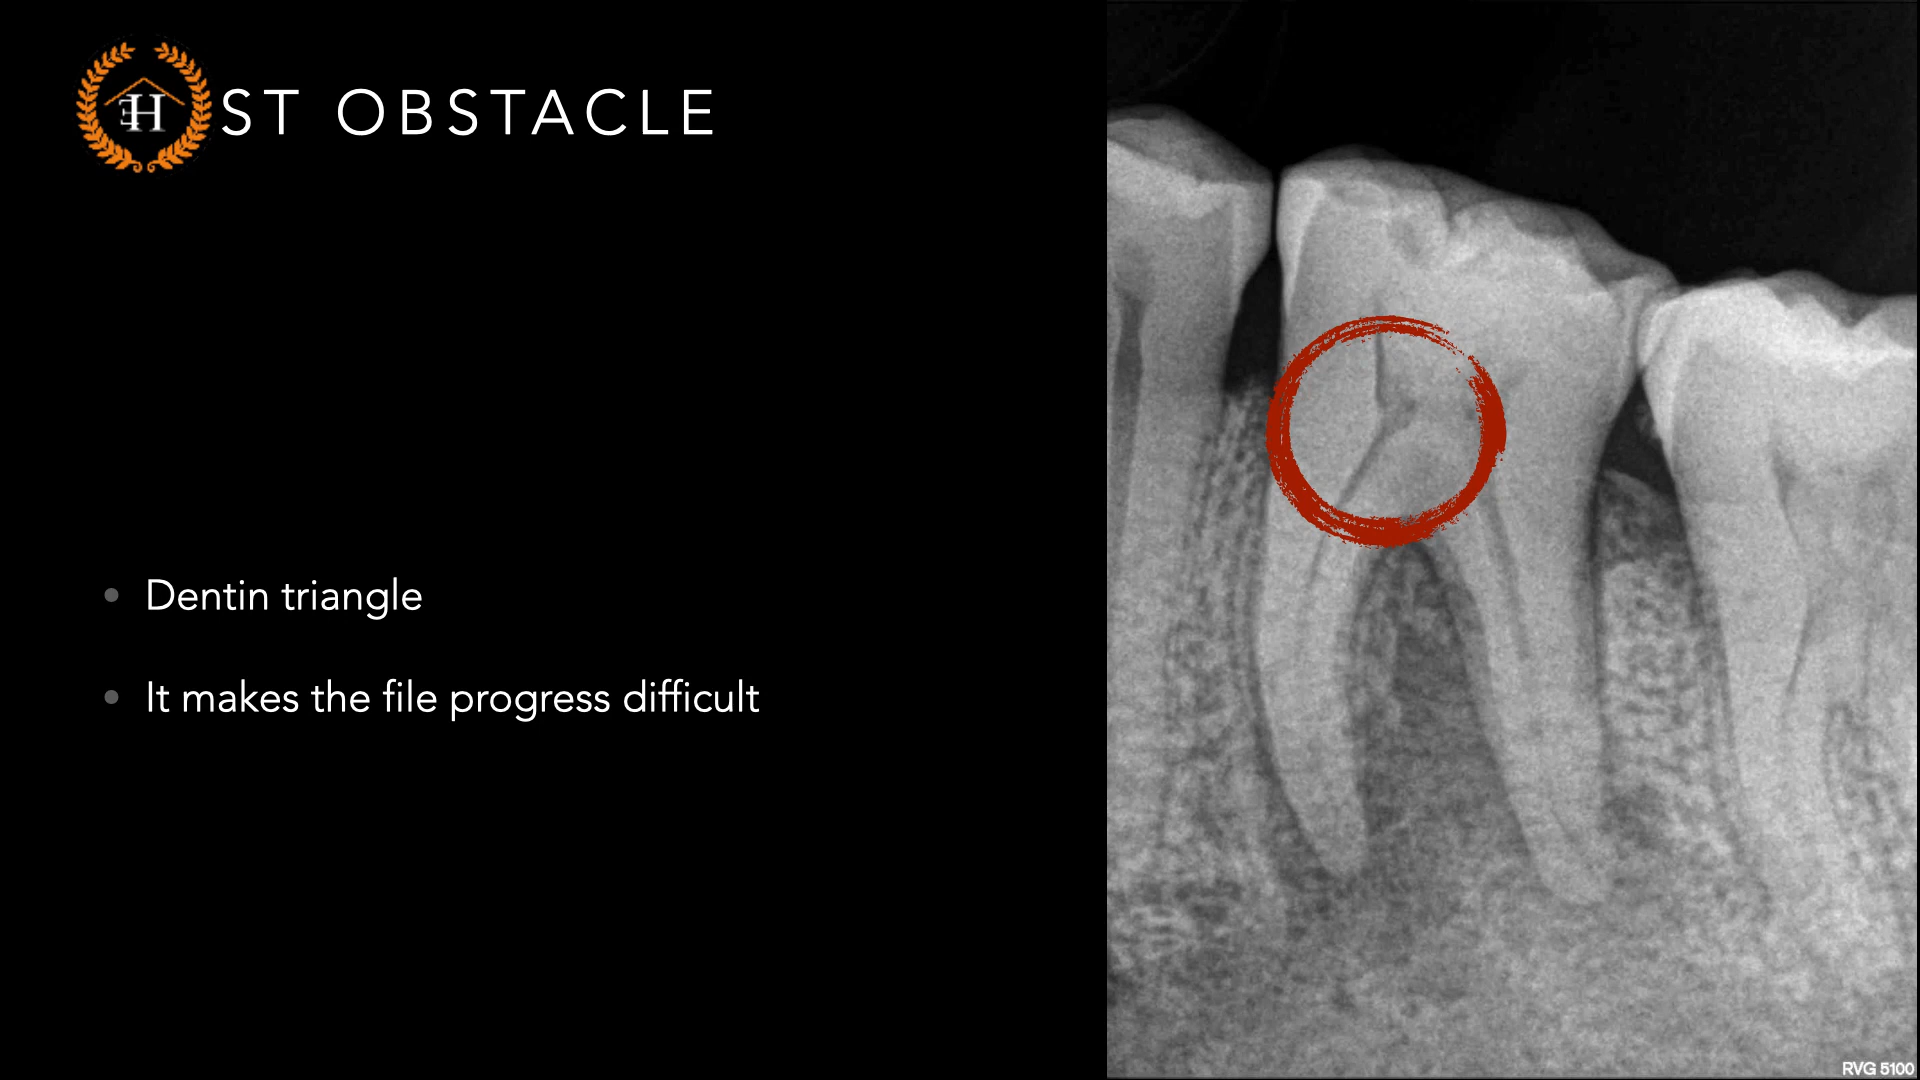 ST OBSTACLE
Dentin triangle
It makes the file progress difficult
RVG 5100